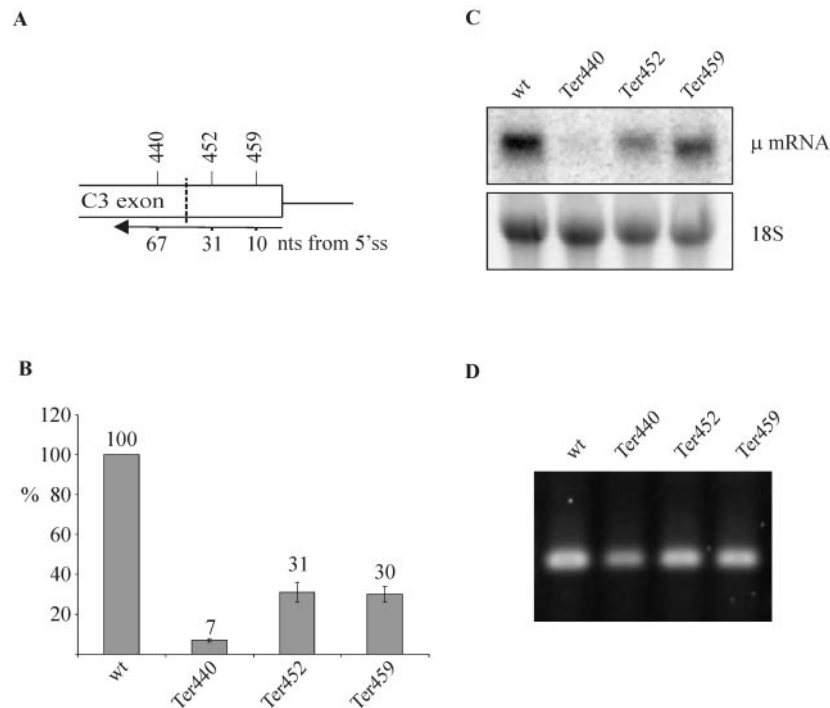 A
440
452
459
C3 exon
67 31 10 nts from 5'ss
B
120
100
80
60
40
20
%
100
7
31
30
wt
Ter440
Ter452
Ter459
C
wt
Ter440
Ter452
Ter459
μ mRNA
18S
D
wt
Ter440
Ter452
Ter459